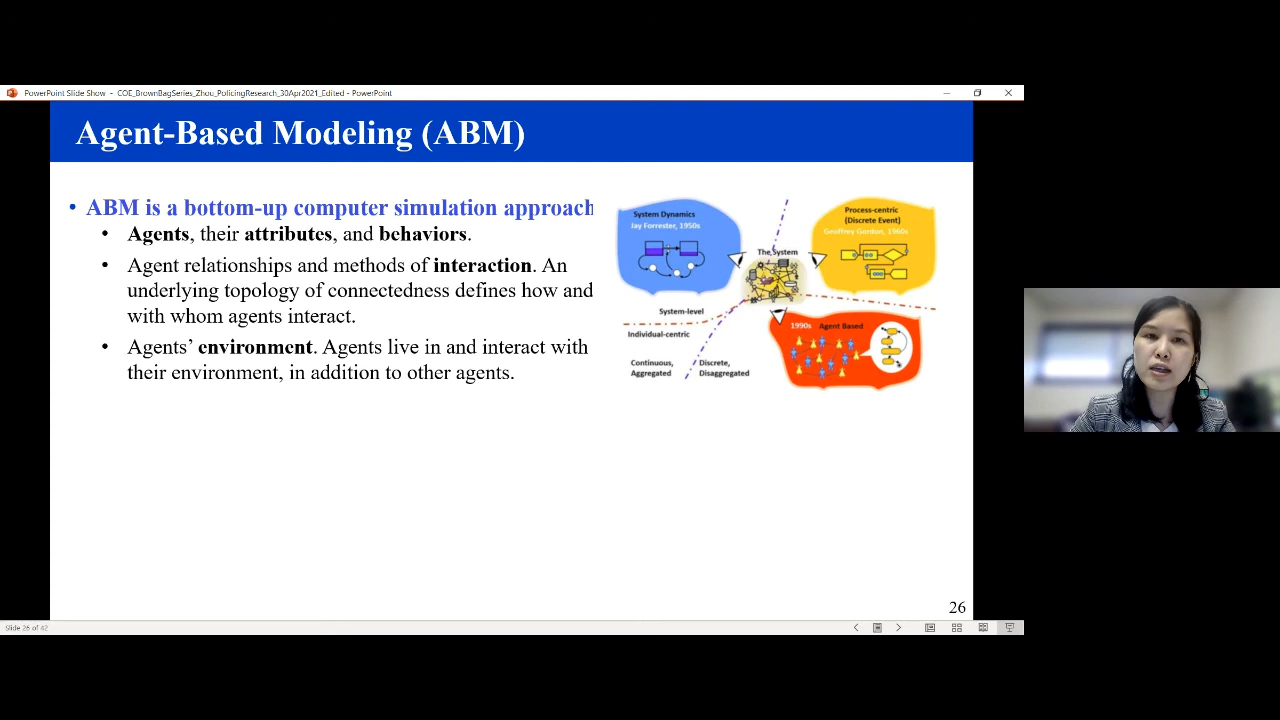 PowerPoint Slide Show - COE_BrownBagSeries_Zhou_PolicingResearch_30Apr2021_Edited - PowerPoint
Agent-Based Modeling (ABM)
• ABM is a bottom-up computer simulation approach
• Agents, their attributes, and behaviors.
• Agent relationships and methods of interaction. An
underlying topology of connectedness defines how and
with whom agents interact.
• Agents’ environment. Agents live in and interact with
their environment, in addition to other agents.
System Dynamics
Jay Forrester, 1950s
The System
Process-centric
(Discrete Event)
Geoffrey Gordon, 1960s
System-level
Individual-centric
Continuous,
Aggregated
Discrete,
Disaggregated
1990s Agent Based
26
Slide 26 of 42